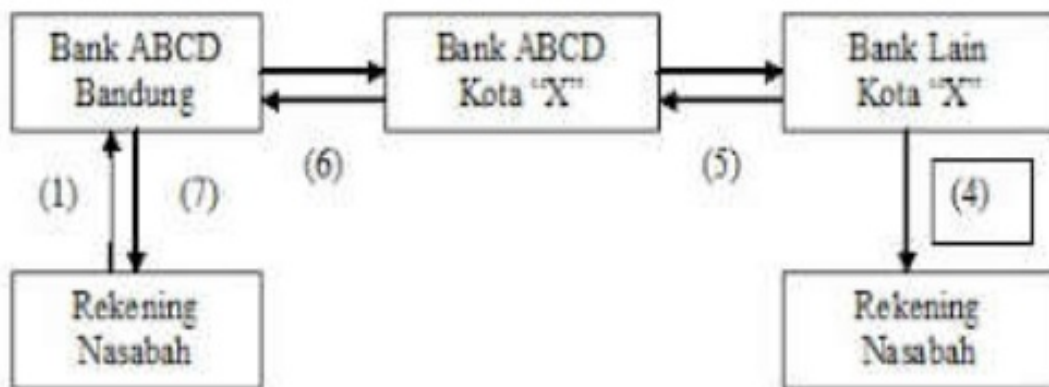 Bank ABCD
Bandung
Bank ABCD
Kota "X"
Bank Lain
Kota "X"
(1)
(7)
(6)
(5)
(4)
Rekening
Nasabah
Rekening
Nasabah